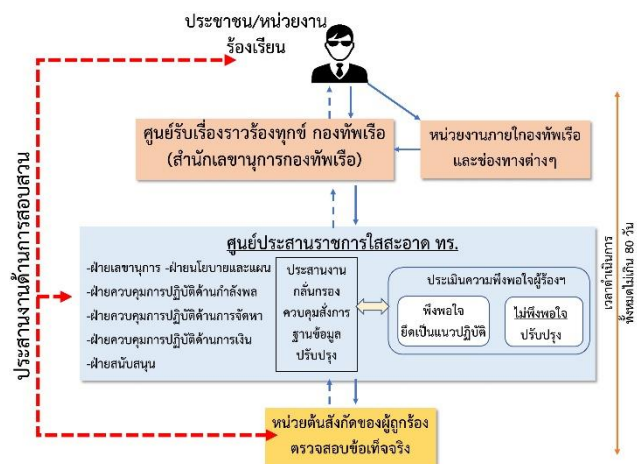 ประชาชน/หน่วยงาน
ร้องเรียน
ศูนย์รับเรื่องราวร้องทุกข์ กองทัพเรือ
(สำนักเลขานุการกองทัพเรือ)
หน่วยงานภายใกองทัพเรือ
และช่องทางต่างๆ
ศูนย์ประสานราชการใสสะอาด ทร.
-ฝ่ายเลขานุการ -ฝ่ายนโยบายและแผน
-ฝ่ายควบคุมการปฏิบัติด้านกำลังพล
-ฝ่ายควบคุมการปฏิบัติด้านการจัดหา
-ฝ่ายควบคุมการปฏิบัติด้านการเงิน
-ฝ่ายสนับสนุน
ประสานงาน
กลั่นกรอง
ควบคุมสั่งการ
ฐานข้อมูล
ปรับปรุง
ประเมินความพึงพอใจผู้ร้องฯ
พึงพอใจ
ยึดเป็นแนวปฏิบัติ
ไม่พึงพอใจ
ปรับปรุง
หน่วยต้นสังกัดของผู้ถูกร้อง
ตรวจสอบข้อเท็จจริง
ประสานงานด้านการสอบสวน
เวลาดำเนินการ
ทั้งหมดไม่เกิน 80 วัน